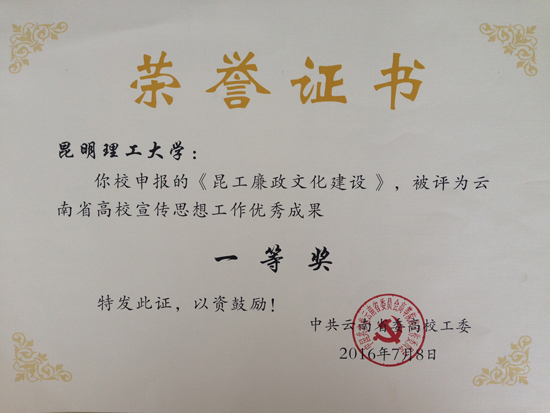 荣誉证书
昆明理工大学：
你校申报的《昆工廉政文化建设》，被评为云
南省高校宣传思想工作优秀成果
一等奖
特发此证，以资鼓励！
中共云南省委高校工委
2016年7月8日